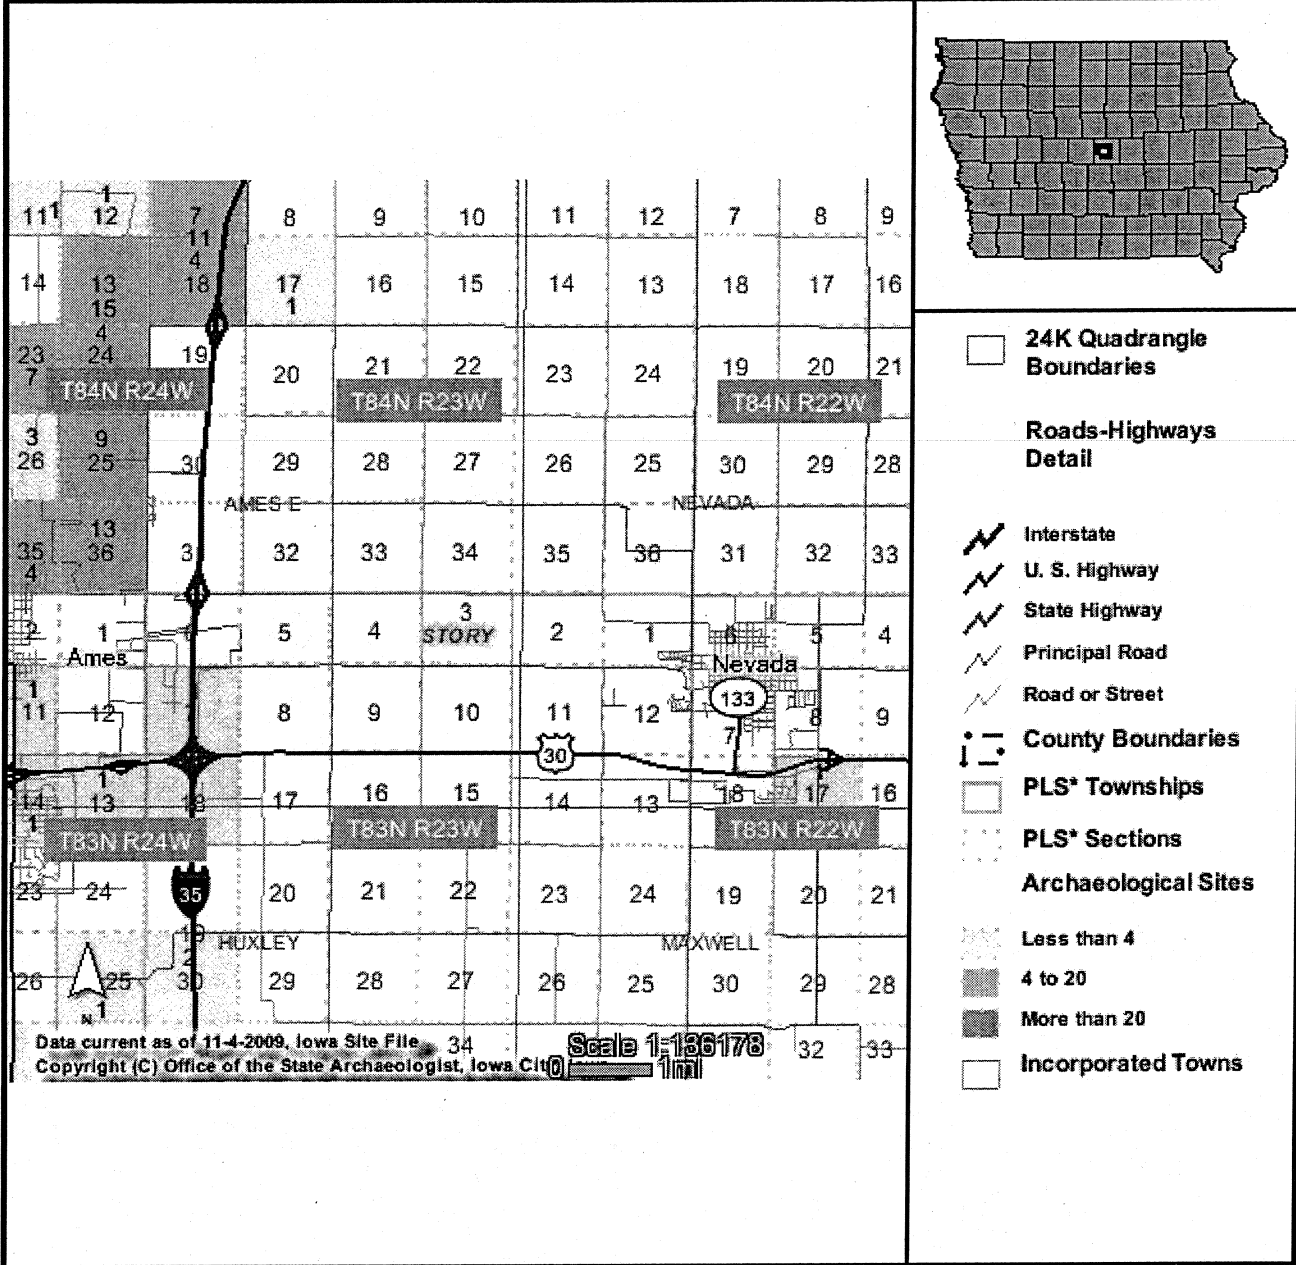 11 1 1 12 7 8 9 10 11 12 7 8 9
11
4
14 13 18 17 16 15 14 13 18 17 16
15 1
4
23 24 19 20 21 22 23 24 19 20 21
7
T84N R24W T84N R23W T84N R22W
3 9
26 25 30 29 28 27 26 25 30 29 28
AMES E NEVADA
13
35 36 31 32 33 34 35 36 31 32 33
4
3
2 1 6 5 4 STORY 2 1 6 5 4
Ames Nevada
1 133
11 12 8 9 10 11 12 7 8 9
30
1
14 13 18 17 16 15 14 13 18 17 16
1
T83N R24W T83N R23W T83N R22W
23 24 35 20 21 22 23 24 19 20 21
19 HUXLEY MAXWELL
2
26 25 30 29 28 27 26 25 30 29 28
N 1
Data current as of 11-4-2009, Iowa Site File
34 Scale 1:136178 32 33
Copyright (C) Office of the State Archaeologist, Iowa City
0 1mi
24K Quadrangle
Boundaries
Roads-Highways
Detail
Interstate
U. S. Highway
State Highway
Principal Road
Road or Street
County Boundaries
PLS* Townships
PLS* Sections
Archaeological Sites
Less than 4
4 to 20
More than 20
Incorporated Towns